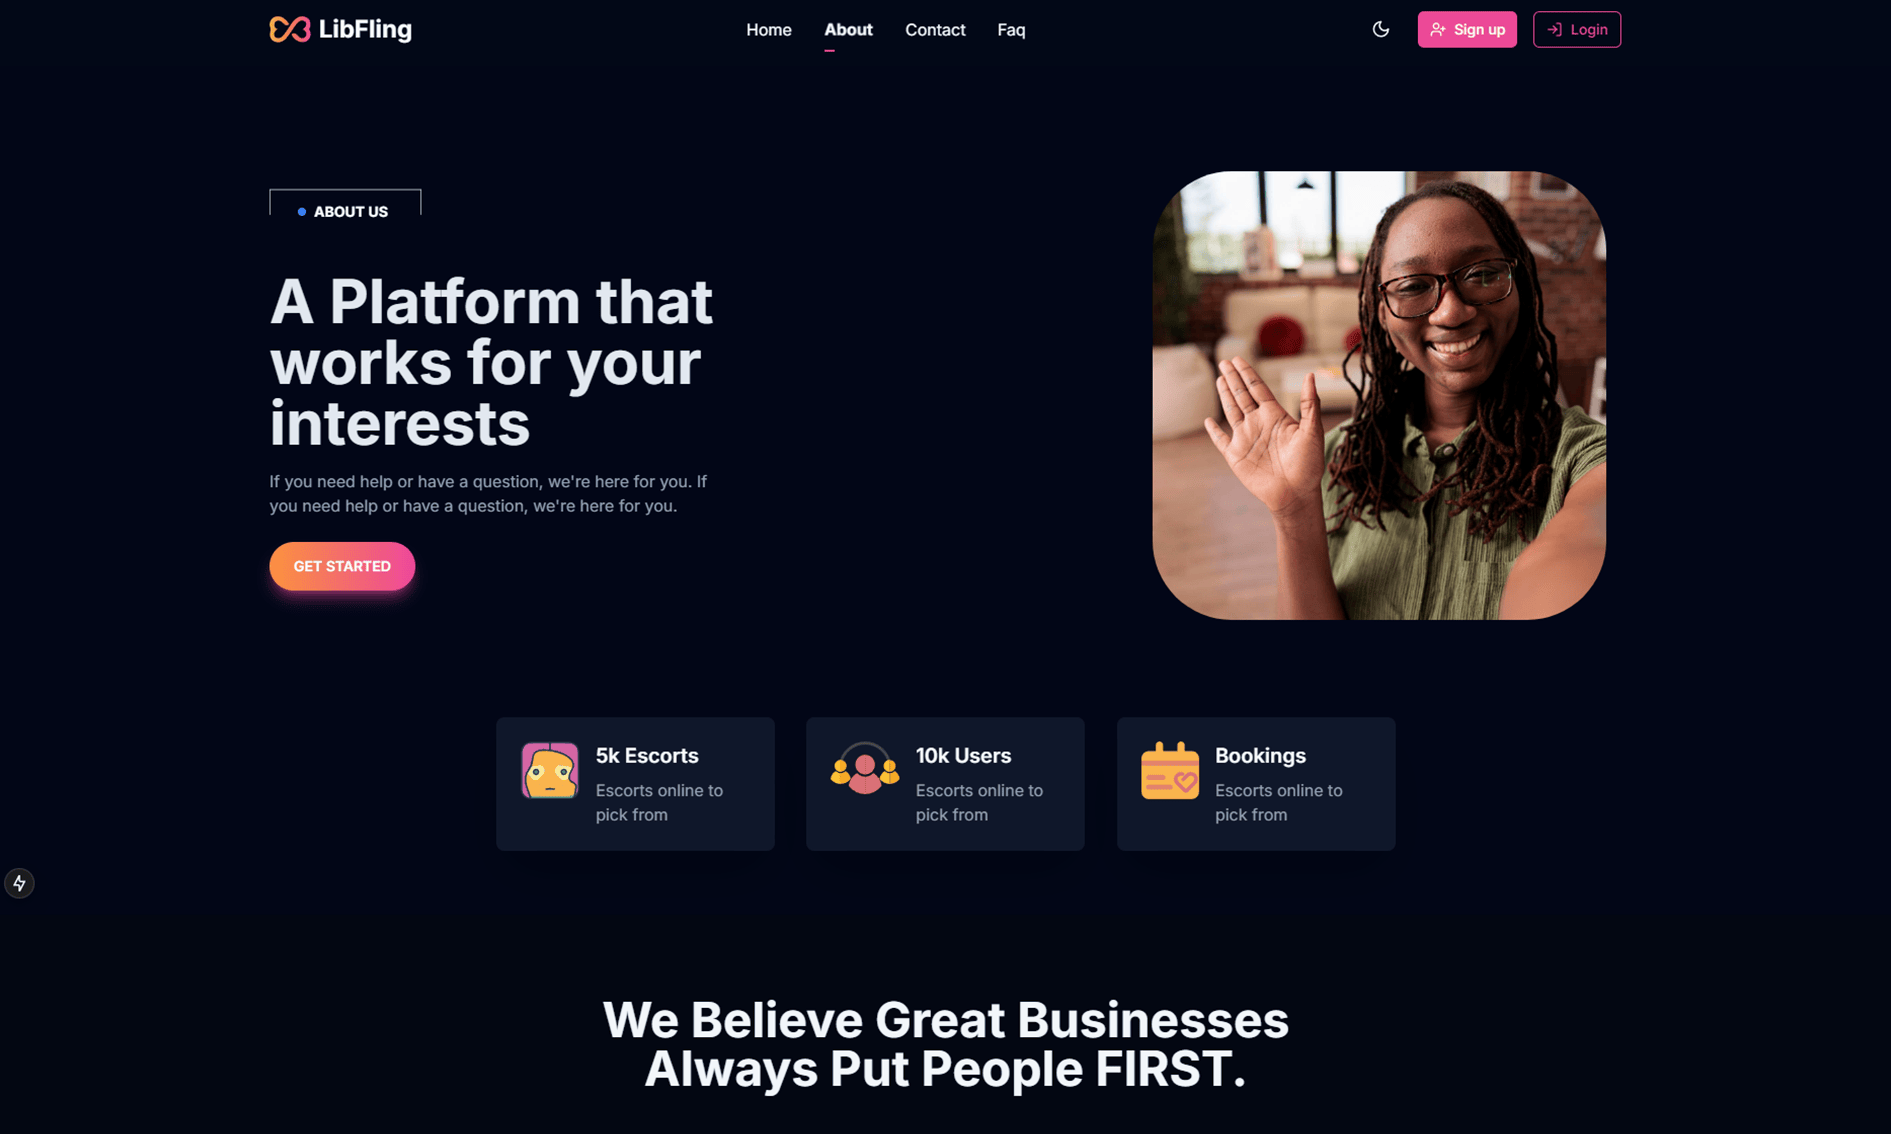 LibFling
Home About Contact Faq
Sign up Login
ABOUT US
A Platform that
works for your
interests
If you need help or have a question, we're here for you. If
you need help or have a question, we're here for you.
GET STARTED
5k Escorts
Escorts online to
pick from
10k Users
Escorts online to
pick from
Bookings
Escorts online to
pick from
We Believe Great Businesses
Always Put People FIRST.